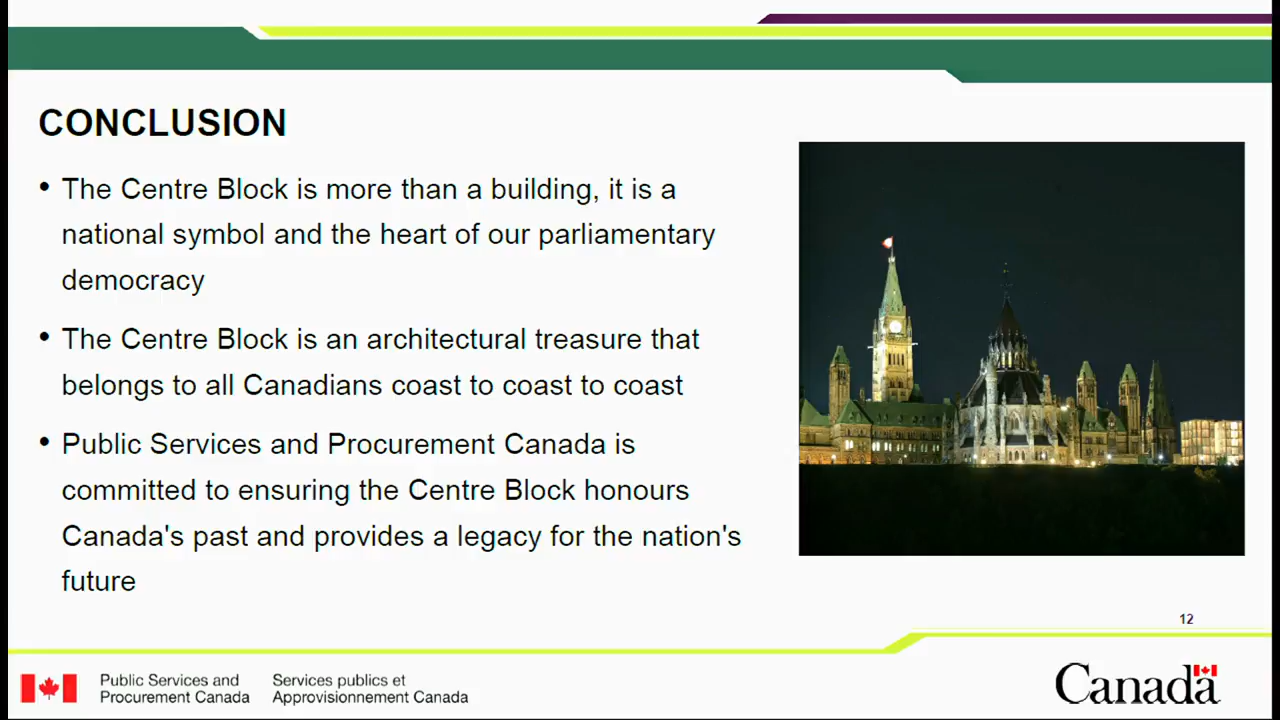 CONCLUSION
• The Centre Block is more than a building, it is a
national symbol and the heart of our parliamentary
democracy
• The Centre Block is an architectural treasure that
belongs to all Canadians coast to coast to coast
• Public Services and Procurement Canada is
committed to ensuring the Centre Block honours
Canada's past and provides a legacy for the nation's
future
12
Public Services and
Procurement Canada
Services publics et
Approvisionnement Canada
Canada